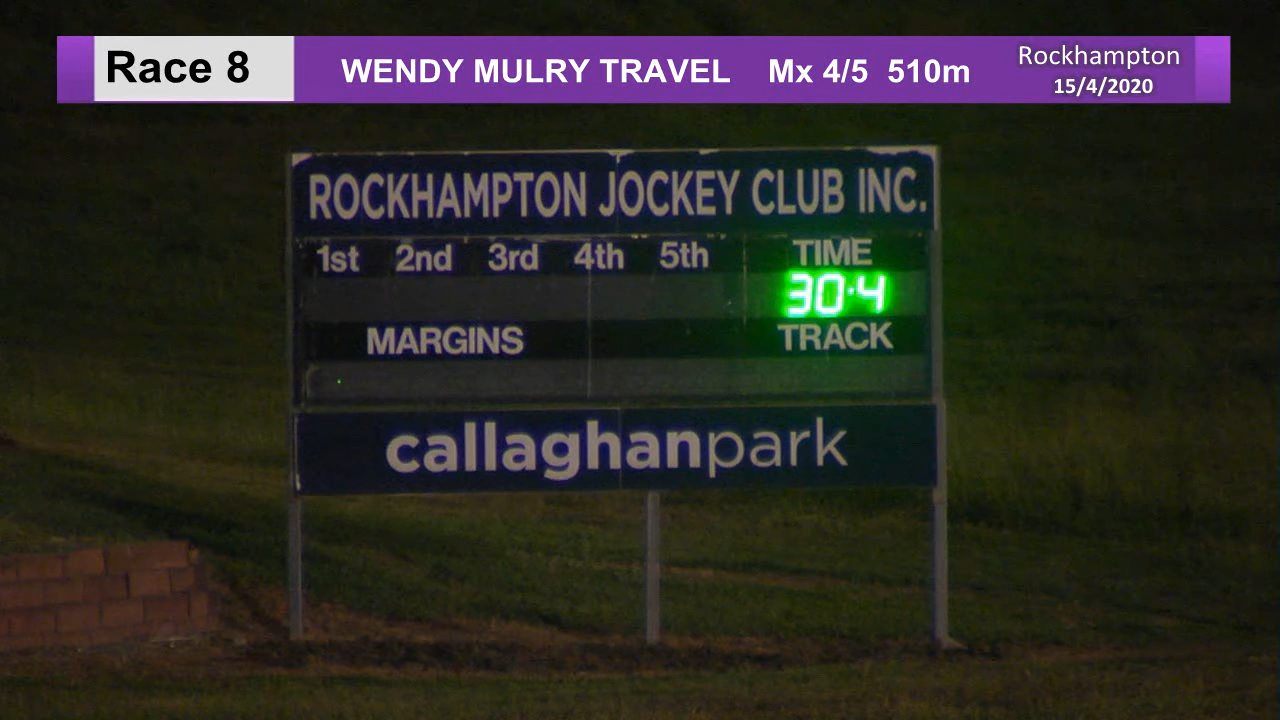 Race 8
WENDY MULRY TRAVEL Mx 4/5 510m
Rockhampton
15/4/2020
ROCKHAMPTON JOCKEY CLUB INC.
1st 2nd 3rd 4th 5th TIME
30.4
MARGINS TRACK
callaghanpark